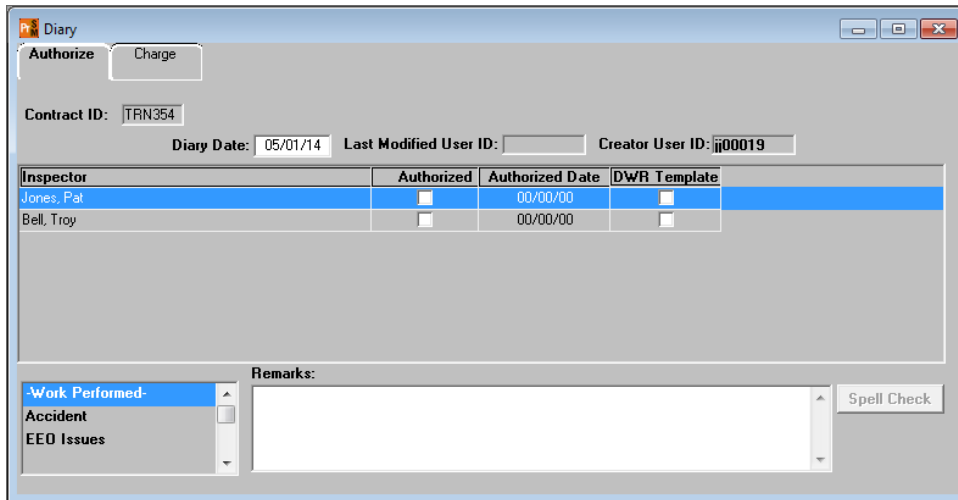 Diary
Authorize Charge
Contract ID: TRN354
Diary Date: 05/01/14 Last Modified User ID: Creator User ID: jj00019
Inspector Authorized Authorized Date DWR Template
Jones, Pat 00/00/00
Bell, Troy 00/00/00
Remarks:
-Work Performed-
Spell Check
Accident
EEO Issues